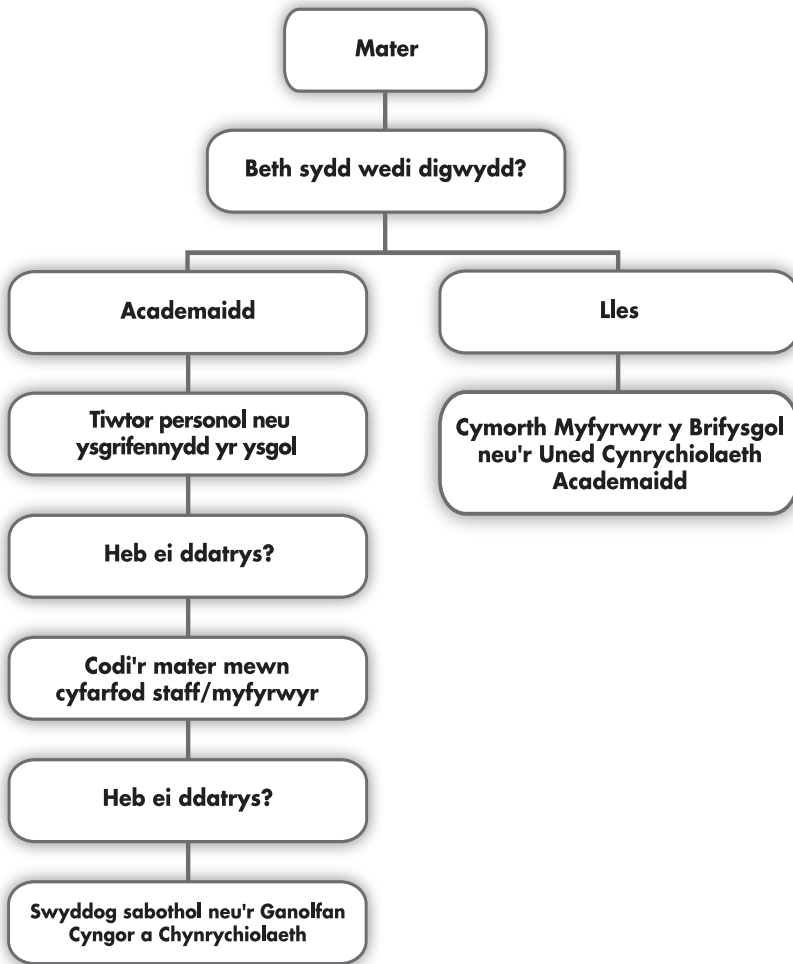 Mater
Beth sydd wedi digwydd?
Academaidd
Lles
Tiwtor personol neu
ysgrifennydd yr ysgol
Cymorth Myfyrwyr y Brifysgol
neu'r Uned Cynrychiolaeth
Academaidd
Heb ei ddatrys?
Codi'r mater mewn
cyfarfod staff/myfyrwyr
Heb ei ddatrys?
Swyddog sabothol neu'r Ganolfan
Cyngor a Chynrychiolaeth